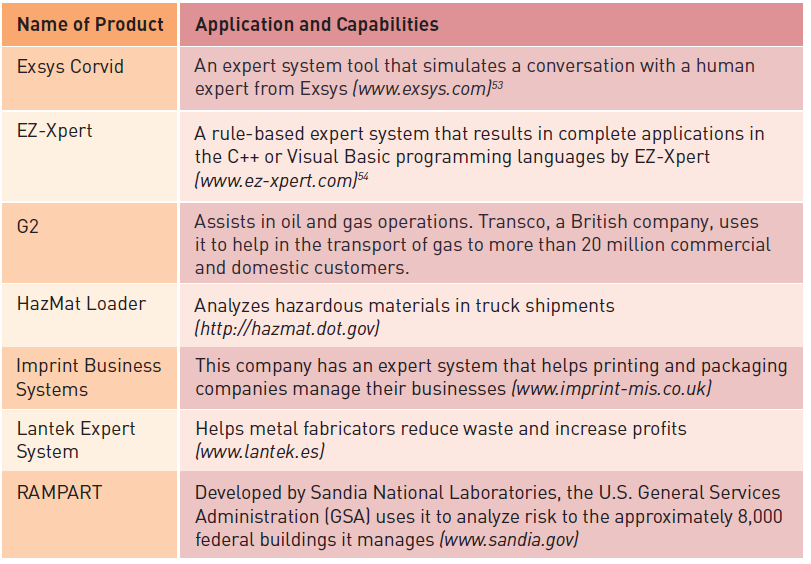 Name of Product
Application and Capabilities
Exsys Corvid
An expert system tool that simulates a conversation with a human
expert from Exsys (www.exsys.com)53
EZ-Xpert
A rule-based expert system that results in complete applications in
the C++ or Visual Basic programming languages by EZ-Xpert
(www.ez-xpert.com)54
G2
Assists in oil and gas operations. Transco, a British company, uses
it to help in the transport of gas to more than 20 million commercial
and domestic customers.
HazMat Loader
Analyzes hazardous materials in truck shipments
(http://hazmat.dot.gov)
Imprint Business
Systems
This company has an expert system that helps printing and packaging
companies manage their businesses (www.imprint-mis.co.uk)
Lantek Expert
System
Helps metal fabricators reduce waste and increase profits
(www.lantek.es)
RAMPART
Developed by Sandia National Laboratories, the U.S. General Services
Administration (GSA) uses it to analyze risk to the approximately 8,000
federal buildings it manages (www.sandia.gov)